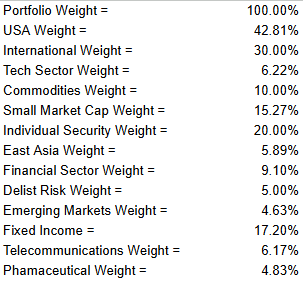 Portfolio Weight = 100.00%
USA Weight = 42.81%
International Weight = 30.00%
Tech Sector Weight = 6.22%
Commodities Weight = 10.00%
Small Market Cap Weight = 15.27%
Individual Security Weight = 20.00%
East Asia Weight = 5.89%
Financial Sector Weight = 9.10%
Delist Risk Weight = 5.00%
Emerging Markets Weight = 4.63%
Fixed Income = 17.20%
Telecommunications Weight = 6.17%
Phamaceutical Weight = 4.83%